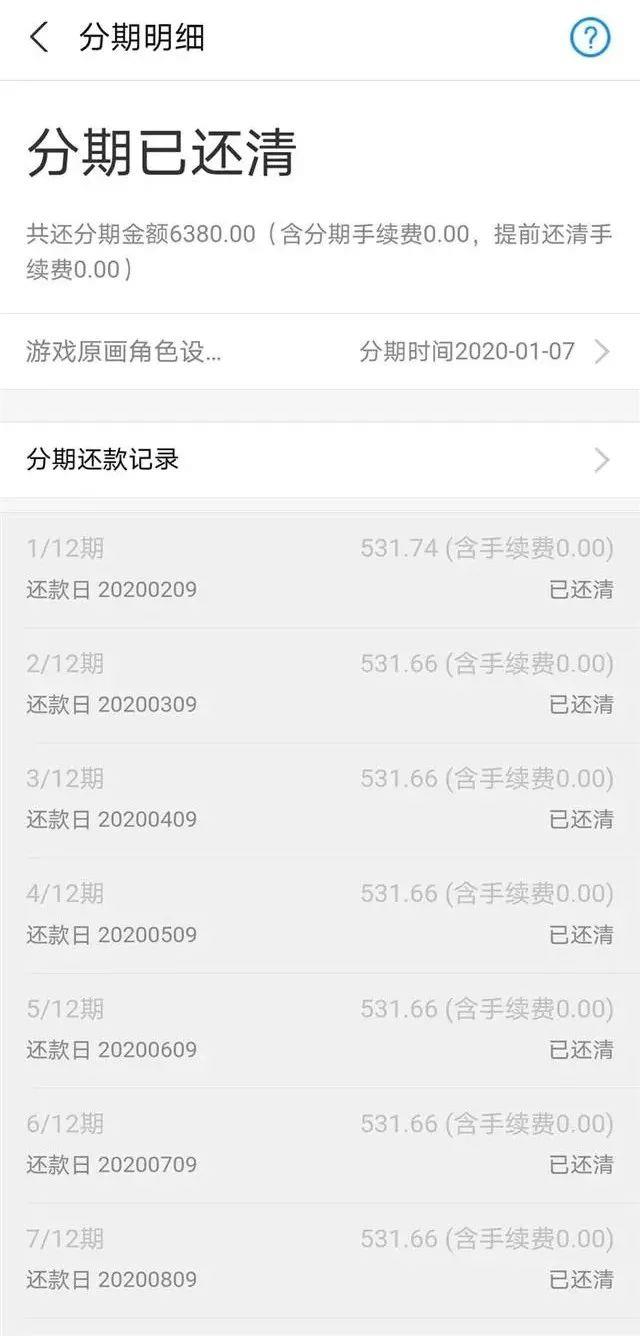 分期明细
?
分期已还清
共还分期金额6380.00（含分期手续费0.00，提前还清手
续费0.00）
游戏原画角色设... 分期时间2020-01-07
分期还款记录
1/12期 531.74 (含手续费0.00)
还款日 20200209 已还清
2/12期 531.66 (含手续费0.00)
还款日 20200309 已还清
3/12期 531.66 (含手续费0.00)
还款日 20200409 已还清
4/12期 531.66 (含手续费0.00)
还款日 20200509 已还清
5/12期 531.66 (含手续费0.00)
还款日 20200609 已还清
6/12期 531.66 (含手续费0.00)
还款日 20200709 已还清
7/12期 531.66 (含手续费0.00)
还款日 20200809 已还清